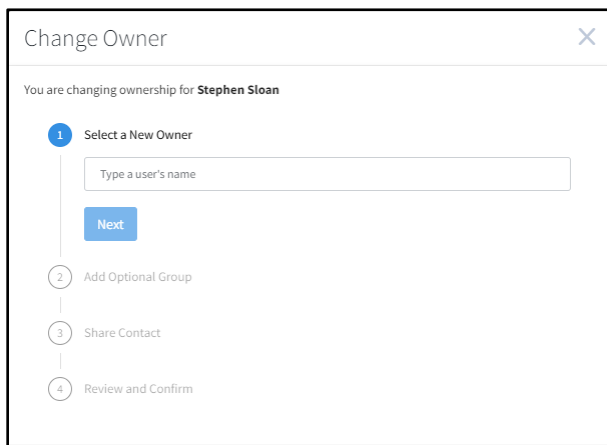 Change Owner
You are changing ownership for Stephen Sloan
1 Select a New Owner
Type a user's name
Next
2 Add Optional Group
3 Share Contact
4 Review and Confirm